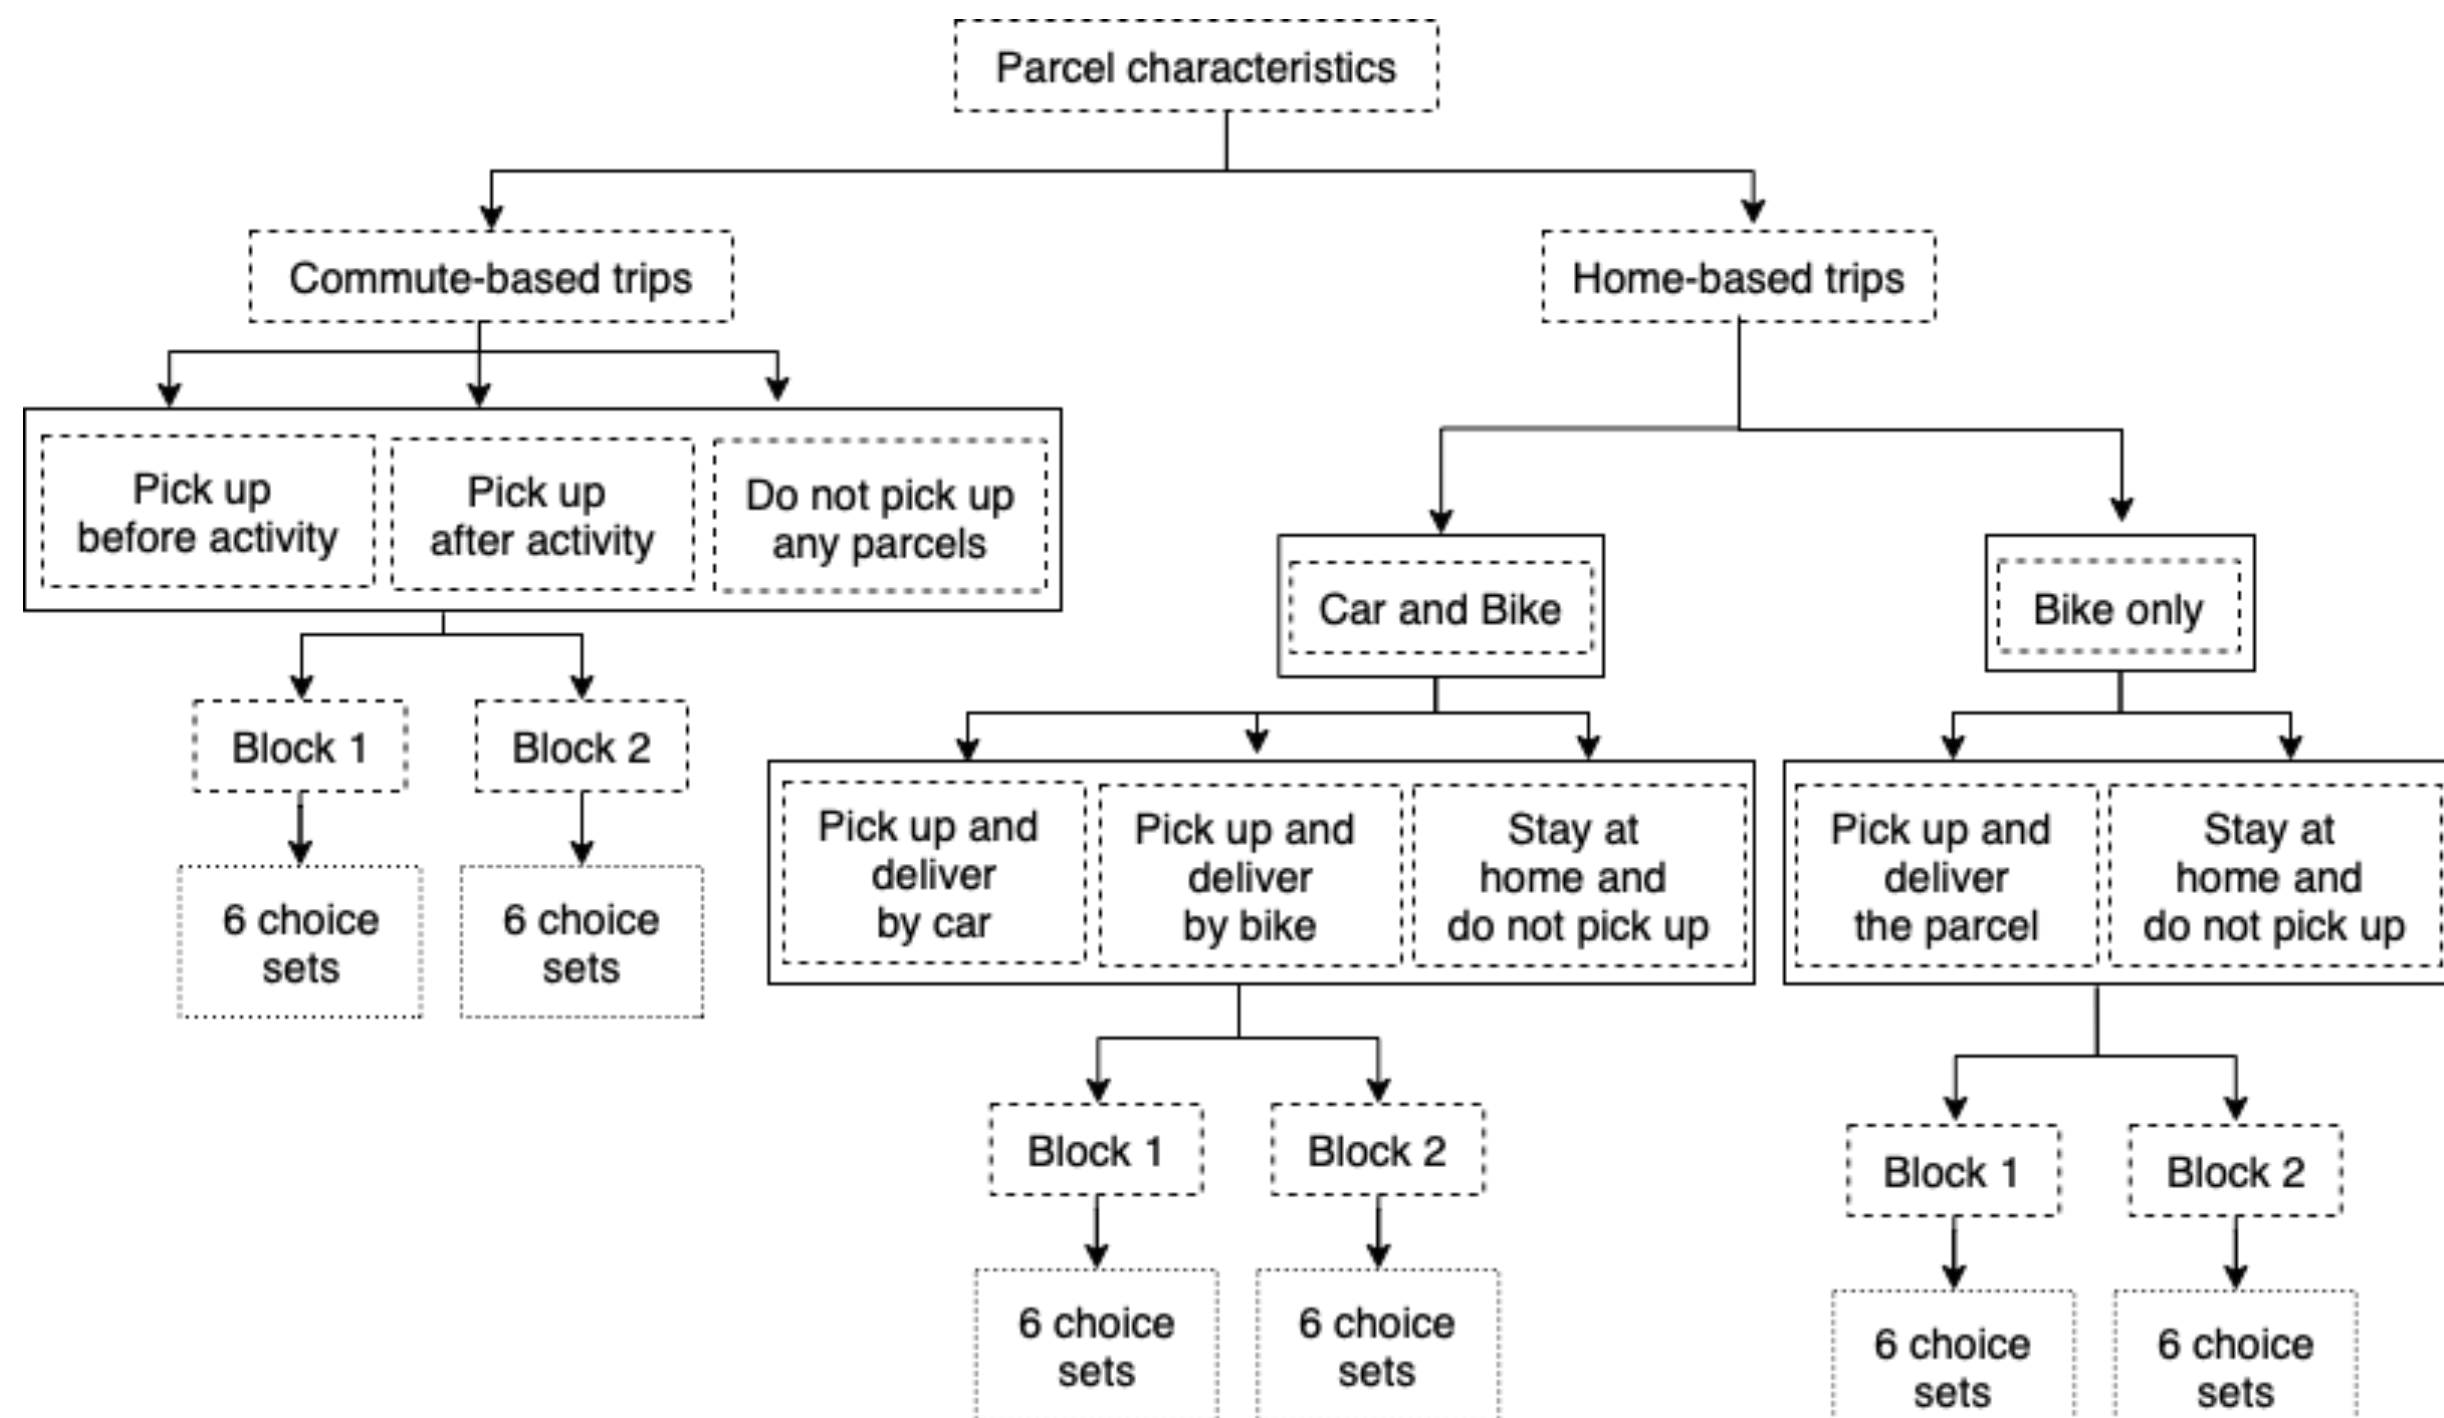 Parcel characteristics
Commute-based trips
Home-based trips
Pick up
before activity
Pick up
after activity
Do not pick up
any parcels
Car and Bike
Bike only
Block 1
Block 2
6 choice
sets
6 choice
sets
Pick up and
deliver
by car
Pick up and
deliver
by bike
Stay at
home and
do not pick up
Pick up and
deliver
the parcel
Stay at
home and
do not pick up
Block 1
Block 2
6 choice
sets
6 choice
sets
Block 1
Block 2
6 choice
sets
6 choice
sets